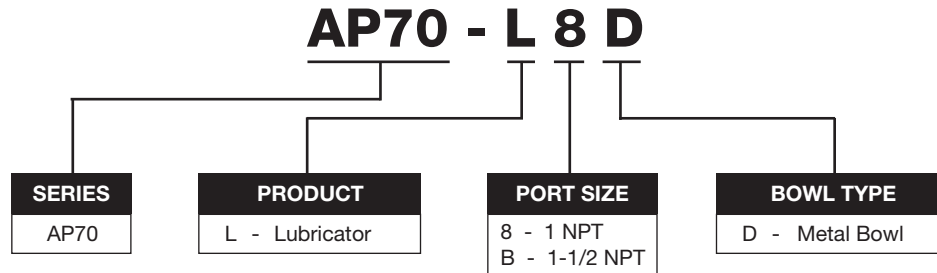 AP70 - L 8 D
SERIES
AP70
PRODUCT
L - Lubricator
PORT SIZE
8 - 1 NPT
B - 1-1/2 NPT
BOWL TYPE
D - Metal Bowl